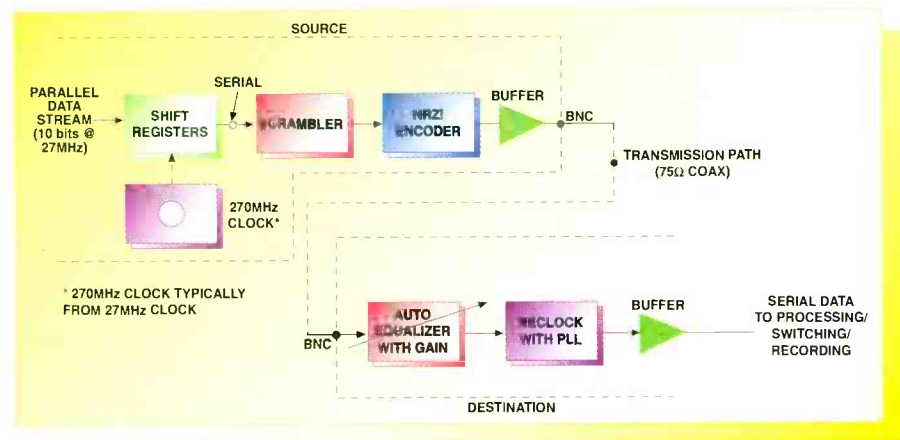 SOURCE
PARALLEL
DATA
STREAM
(10 bits @
27MHz)
SHIFT
REGISTERS
SERIAL
SCRAMBLER
NRZI
ENCODER
BUFFER
BNC
TRANSMISSION PATH
(75Ω COAX)
270MHz
CLOCK*
* 270MHz CLOCK TYPICALLY
FROM 27MHz CLOCK
BNC
AUTO
EQUALIZER
WITH GAIN
RECLOCK
WITH PLL
BUFFER
SERIAL DATA
TO PROCESSING/
SWITCHING/
RECORDING
DESTINATION